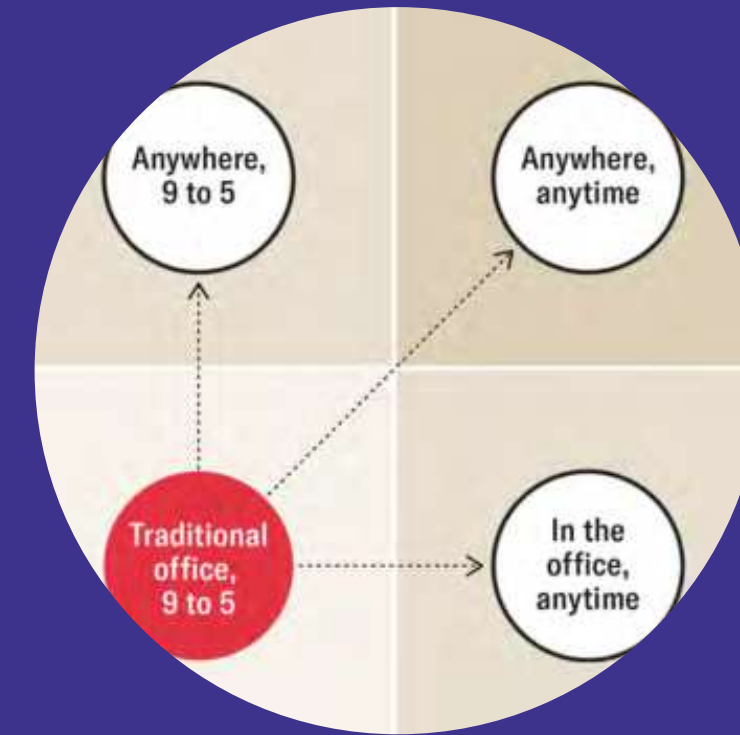 Anywhere,
9 to 5
Anywhere,
anytime
Traditional
office,
9 to 5
In the
office,
anytime